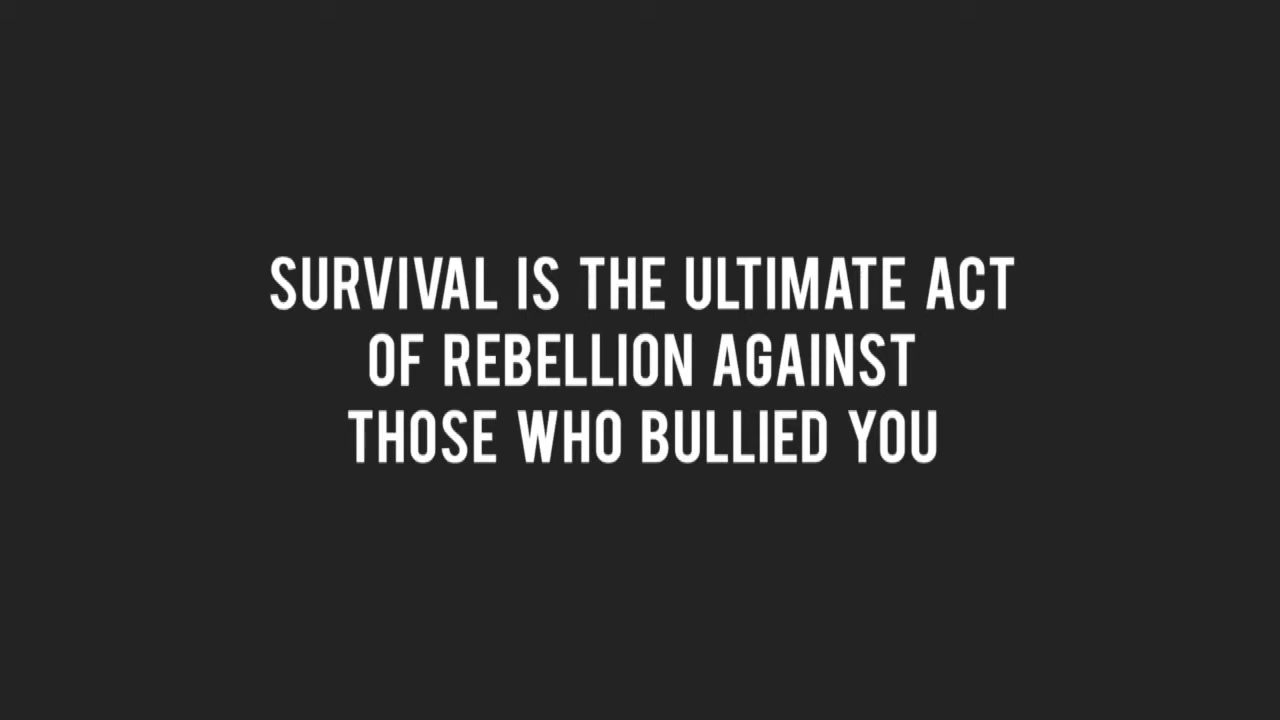 SURVIVAL IS THE ULTIMATE ACT
OF REBELLION AGAINST
THOSE WHO BULLIED YOU